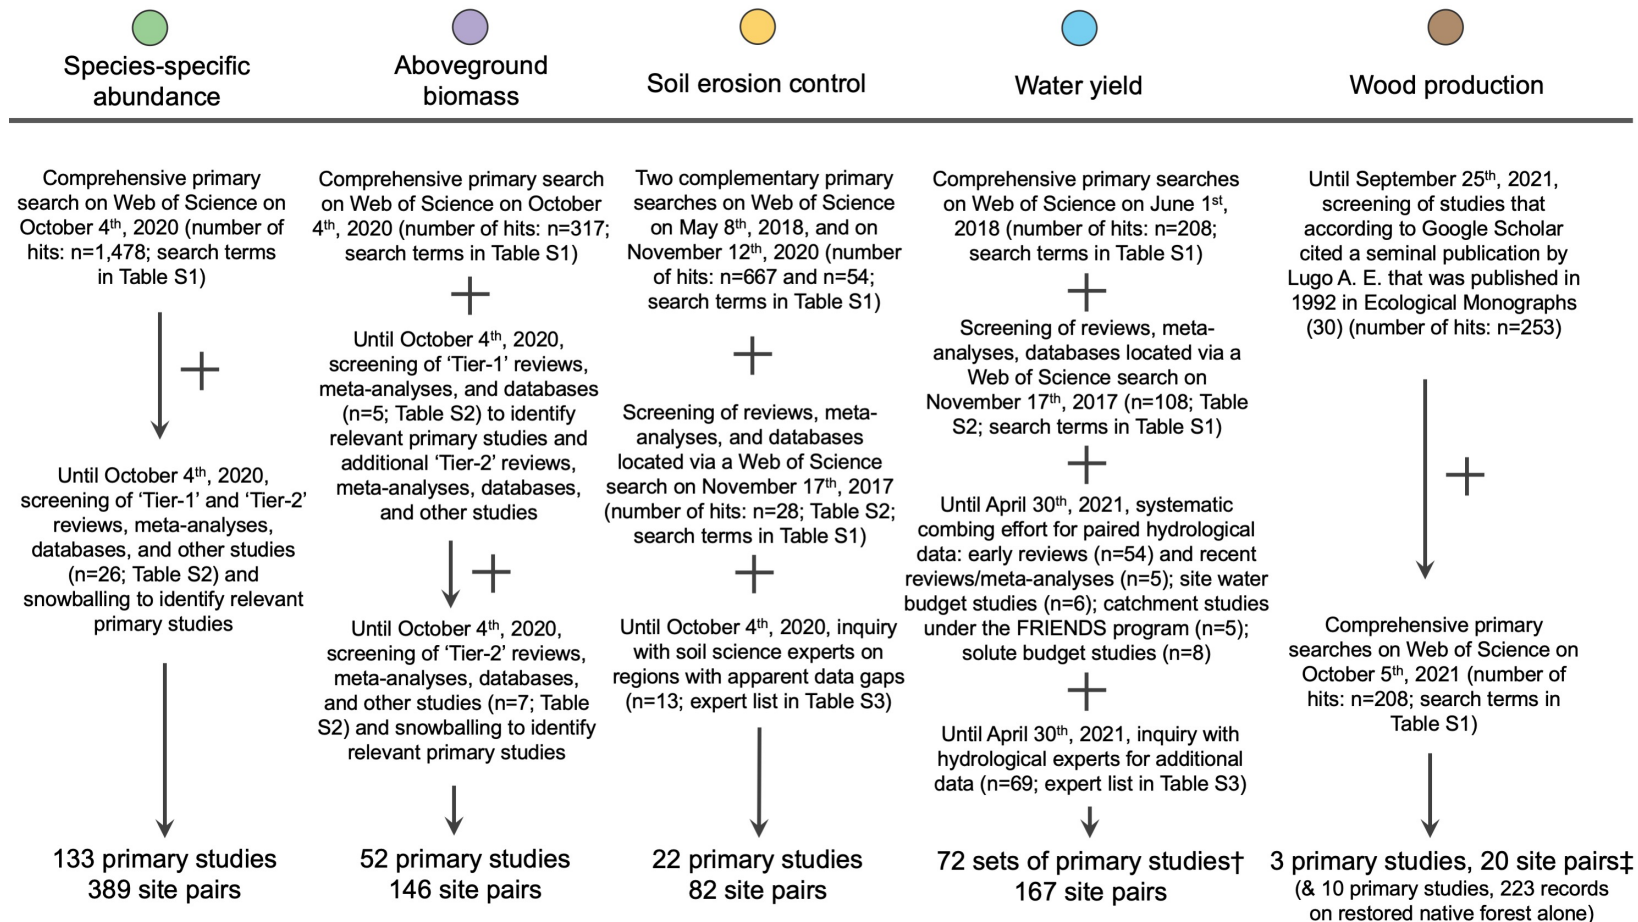 Species-specific
abundance
Aboveground
biomass
Soil erosion control
Water yield
Wood production
Comprehensive primary
search on Web of Science on
October 4th, 2020 (number of
hits: n=1,478; search terms
in Table S1)
Until October 4th, 2020,
screening of ‘Tier-1’ and ‘Tier-2’
reviews, meta-analyses,
databases, and other studies
(n=26; Table S2) and
snowballing to identify relevant
primary studies
133 primary studies
389 site pairs
Comprehensive primary search
on Web of Science on October
4th, 2020 (number of hits: n=317;
search terms in Table S1)
Until October 4th, 2020,
screening of ‘Tier-1’ reviews,
meta-analyses, and databases
(n=5; Table S2) to identify
relevant primary studies and
additional ‘Tier-2’ reviews,
meta-analyses, databases,
and other studies
Until October 4th, 2020,
screening of ‘Tier-2’ reviews,
meta-analyses, databases,
and other studies (n=7; Table
S2) and snowballing to identify
relevant primary studies
52 primary studies
146 site pairs
Two complementary primary
searches on Web of Science
on May 8th, 2018, and on
November 12th, 2020 (number
of hits: n=667 and n=54;
search terms in Table S1)
Screening of reviews, meta-
analyses, and databases
located via a Web of Science
search on November 17th, 2017
(number of hits: n=28; Table S2;
search terms in Table S1)
Until October 4th, 2020, inquiry
with soil science experts on
regions with apparent data gaps
(n=13; expert list in Table S3)
22 primary studies
82 site pairs
Comprehensive primary searches
on Web of Science on June 1st,
2018 (number of hits: n=208;
search terms in Table S1)
Screening of reviews, meta-
analyses, databases located via a
Web of Science search on
November 17th, 2017 (n=108; Table
S2; search terms in Table S1)
Until April 30th, 2021, systematic
combing effort for paired hydrological
data: early reviews (n=54) and recent
reviews/meta-analyses (n=5); site water
budget studies (n=6); catchment studies
under the FRIENDS program (n=5);
solute budget studies (n=8)
Until April 30th, 2021, inquiry with
hydrological experts for additional
data (n=69; expert list in Table S3)
72 sets of primary studies†
167 site pairs
Until September 25th, 2021,
screening of studies that
according to Google Scholar
cited a seminal publication by
Lugo A. E. that was published in
1992 in Ecological Monographs
(30) (number of hits: n=253)
Comprehensive primary
searches on Web of Science on
October 5th, 2021 (number of
hits: n=208; search terms in
Table S1)
3 primary studies, 20 site pairs‡
(& 10 primary studies, 223 records
on restored native forest alone)